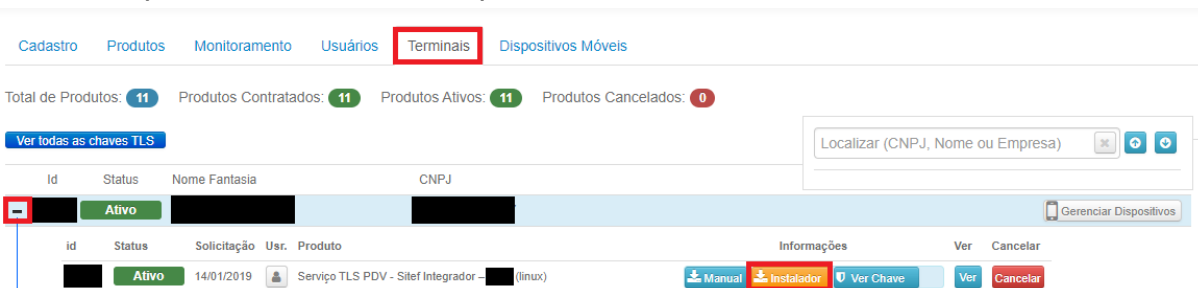 Cadastro Produtos Monitoramento Usuários Terminais Dispositivos Móveis
Total de Produtos: 11 Produtos Contratados: 11 Produtos Ativos: 11 Produtos Cancelados: 0
Ver todas as chaves TLS
Localizar (CNPJ, Nome ou Empresa)
Id Status Nome Fantasia CNPJ
Ativo Gerenciar Dispositivos
id Status Solicitação Usr. Produto Informações Ver Cancelar
Ativo 14/01/2019 Serviço TLS PDV - Sitef Integrador – (linux) Manual Instalador Ver Chave Ver Cancelar